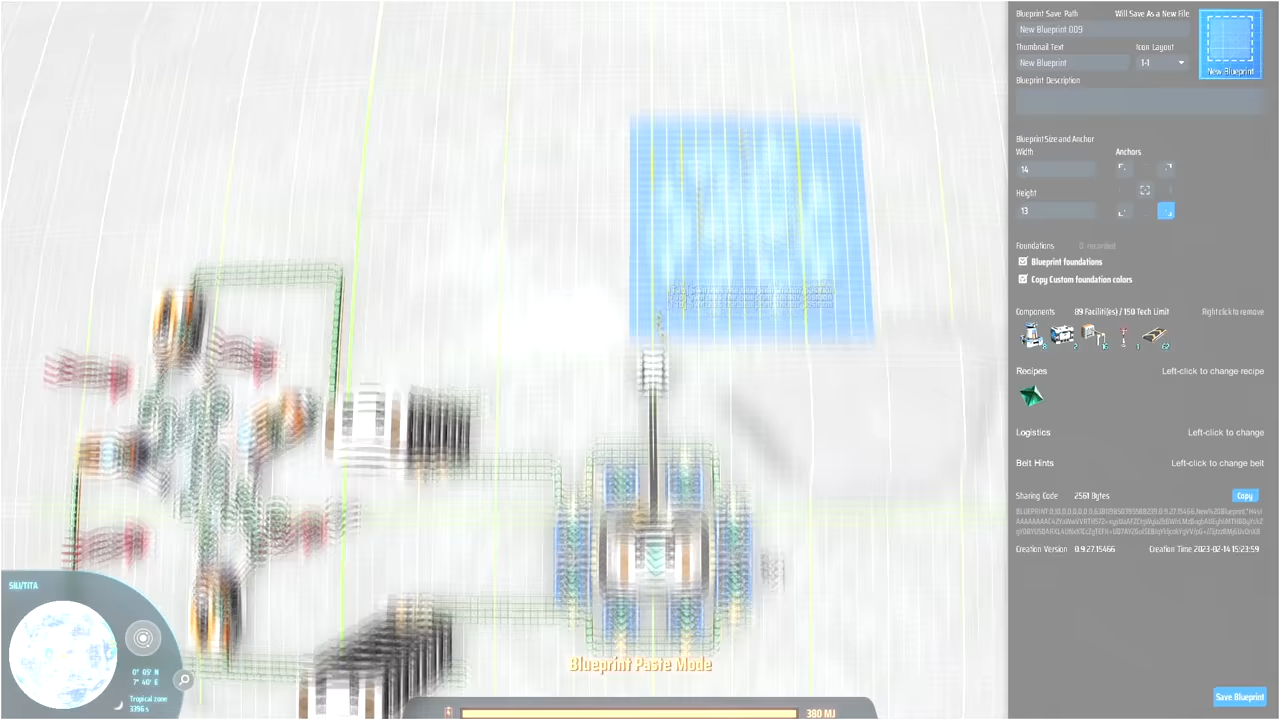 Blueprint Save Path
Will Save As a New File
New Blueprint 009
Thumbnail Text
Icon Layout
New Blueprint
1-1
New Blueprint
Blueprint Description
Blueprint Size and Anchor
Width
Anchors
14
Height
13
Foundations
0 recorded
Blueprint foundations
Copy Custom foundation colors
Components
89 Facilit(ies) / 150 Tech Limit
Right click to remove
8
2
16
1
62
Recipes
Left-click to change recipe
Logistics
Left-click to change
Belt Hints
Left-click to change belt
Sharing Code
2561 Bytes
Copy
Creation Version
0.9.27.15466
Creation Time 2023-02-14 15:23:59
SILI/TITA
0° 05' N
7° 40' E
Tropical zone
3396 s
Blueprint Paste Mode
380 MJ
Save Blueprint